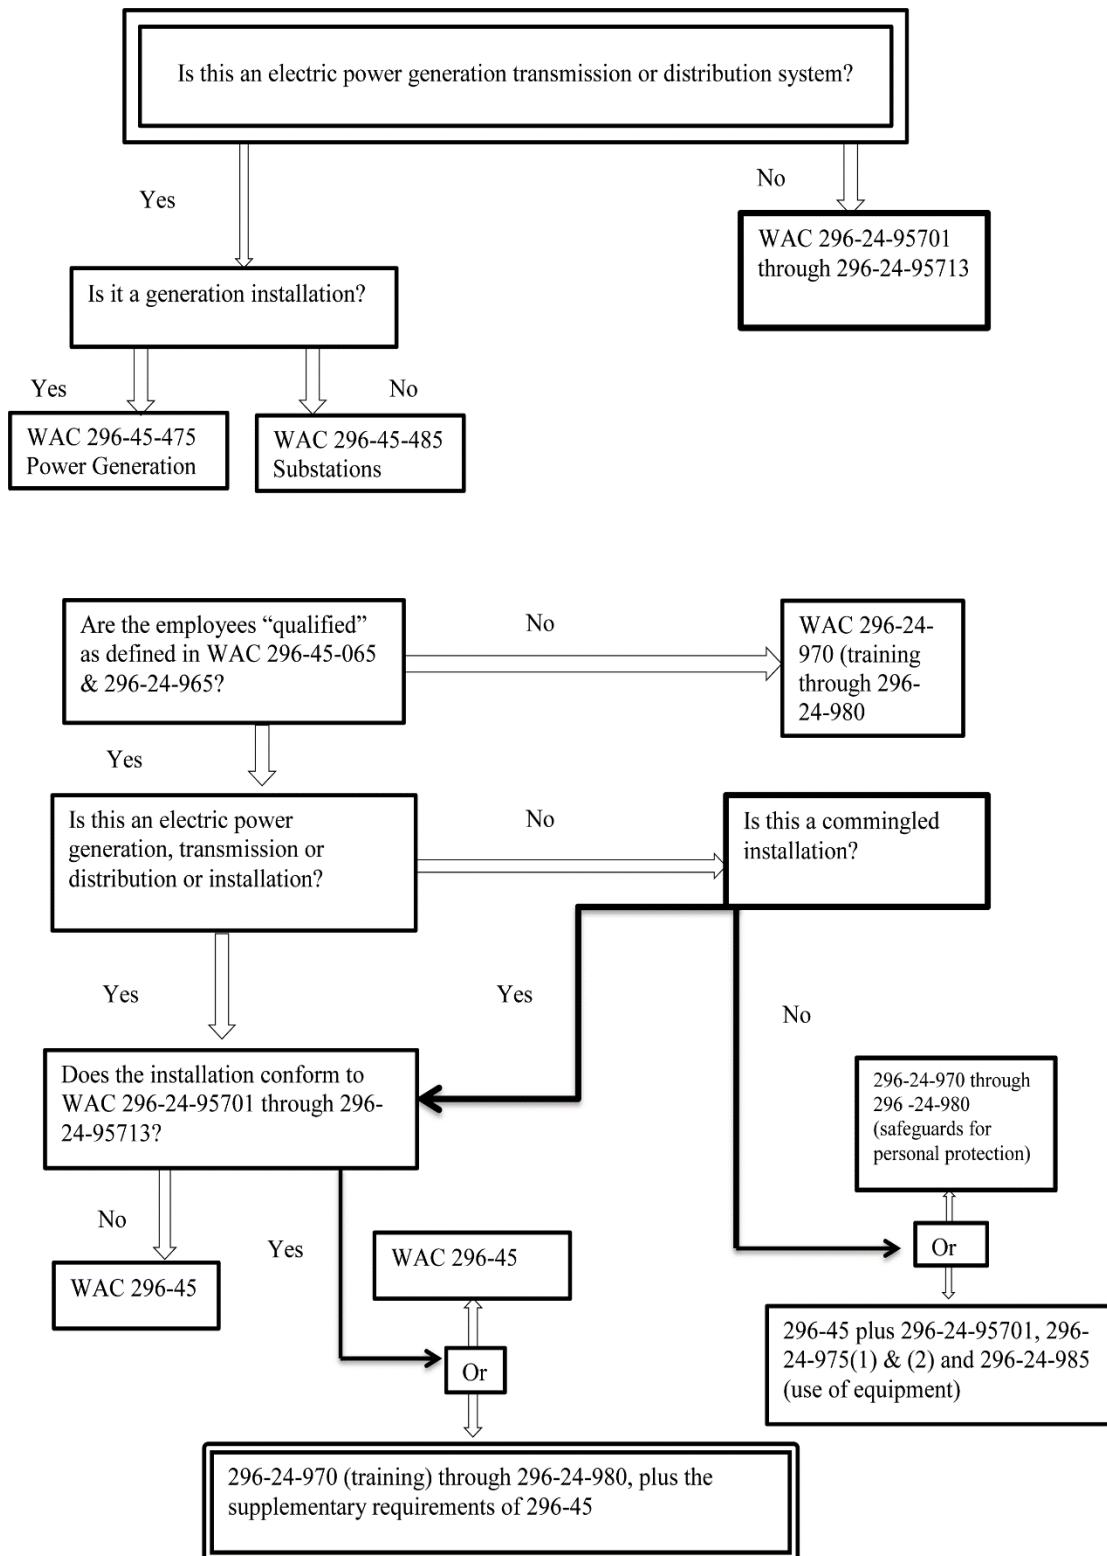 Is this an electric power generation transmission or distribution system?
Yes
No
WAC 296-24-95701
through 296-24-95713
Is it a generation installation?
Yes
No
WAC 296-45-475
Power Generation
WAC 296-45-485
Substations
Are the employees “qualified”
as defined in WAC 296-45-065
& 296-24-965?
No
WAC 296-24-
970 (training
through 296-
24-980
Yes
Is this an electric power
generation, transmission or
distribution or installation?
No
Is this a commingled
installation?
Yes
Yes
No
Does the installation conform to
WAC 296-24-95701 through 296-
24-95713?
296-24-970 through
296 -24-980
(safeguards for
personal protection)
No
Yes
WAC 296-45
WAC 296-45
Or
Or
296-45 plus 296-24-95701, 296-
24-975(1) & (2) and 296-24-985
(use of equipment)
296-24-970 (training) through 296-24-980, plus the
supplementary requirements of 296-45